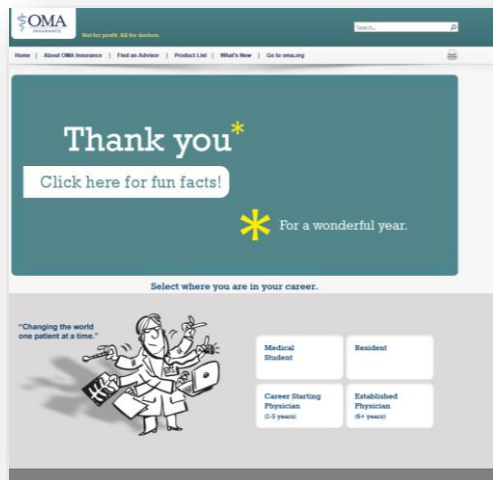 OMA
INSURANCE
Not for profit. All for doctors.
Search...
Home | About OMA Insurance | Find an Advisor | Product List | What's New | Go to oma.org
Thank you*
Click here for fun facts!
* For a wonderful year.
Select where you are in your career.
"Changing the world
one patient at a time."
Medical
Student
Resident
Career Starting
Physician
(1-5 years)
Established
Physician
(6+ years)